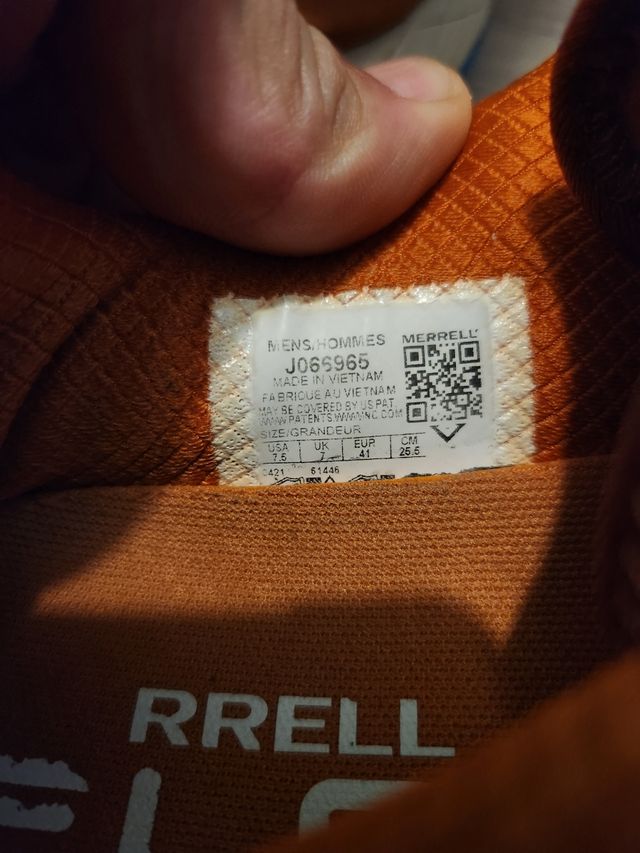 MENS/HOMMES
MERRELL
J066965
MADE IN VIETNAM
FABRIQUE AU VIETNAM
MAY BE COVERED BY US PAT.
WWW.PATENTS.WWWINC.COM
SIZE/GRANDEUR
USA UK EUR CM
7.5 7 41 25.5
0421 61446
RRELL